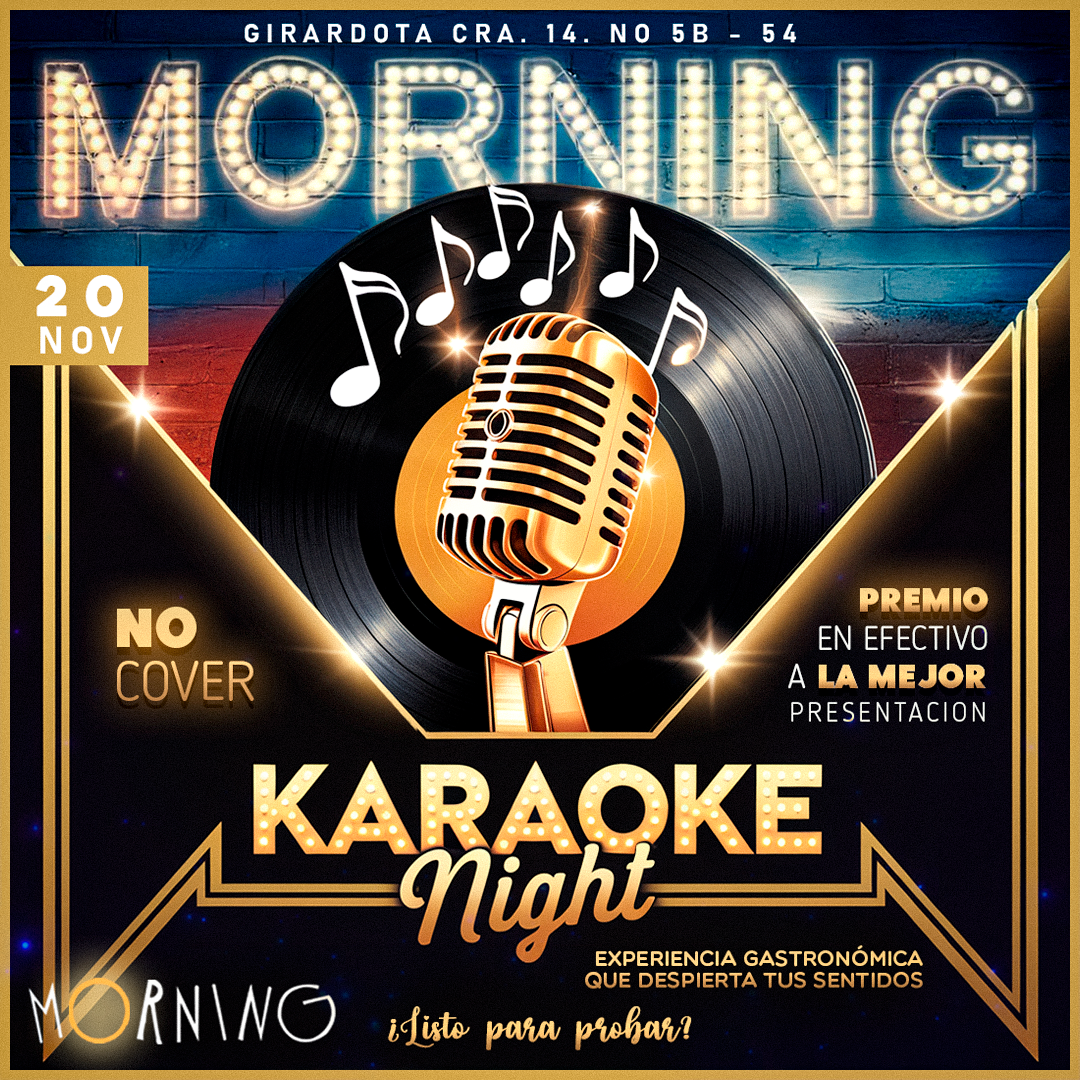 GIRARDOTA CRA. 14. NO 5B - 54
MORNING
20
NOV
NO
COVER
PREMIO
EN EFECTIVO
A LA MEJOR
PRESENTACION
KARAOKE
Night
EXPERIENCIA GASTRONÓMICA
QUE DESPIERTA TUS SENTIDOS
MORNING
¡Listo para probar?